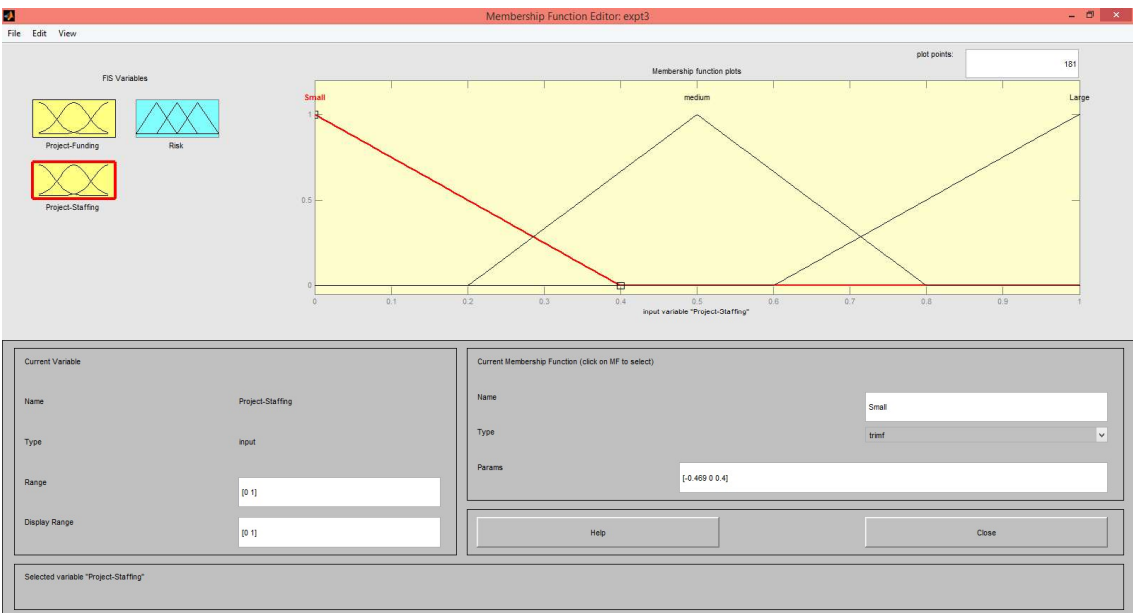 Membership Function Editor: expt3
File Edit View
FIS Variables
Project-Funding
Risk
Project-Staffing
plot points:
181
Membership function plots
Small
medium
Large
1
0.5
0
0 0.1 0.2 0.3 0.4 0.5 0.6 0.7 0.8 0.9 1
input variable "Project-Staffing"
Current Variable
Name Project-Staffing
Type input
Range [0 1]
Display Range [0 1]
Current Membership Function (click on MF to select)
Name Small
Type trimf
Params [-0.469 0 0.4]
Help Close
Selected variable "Project-Staffing"